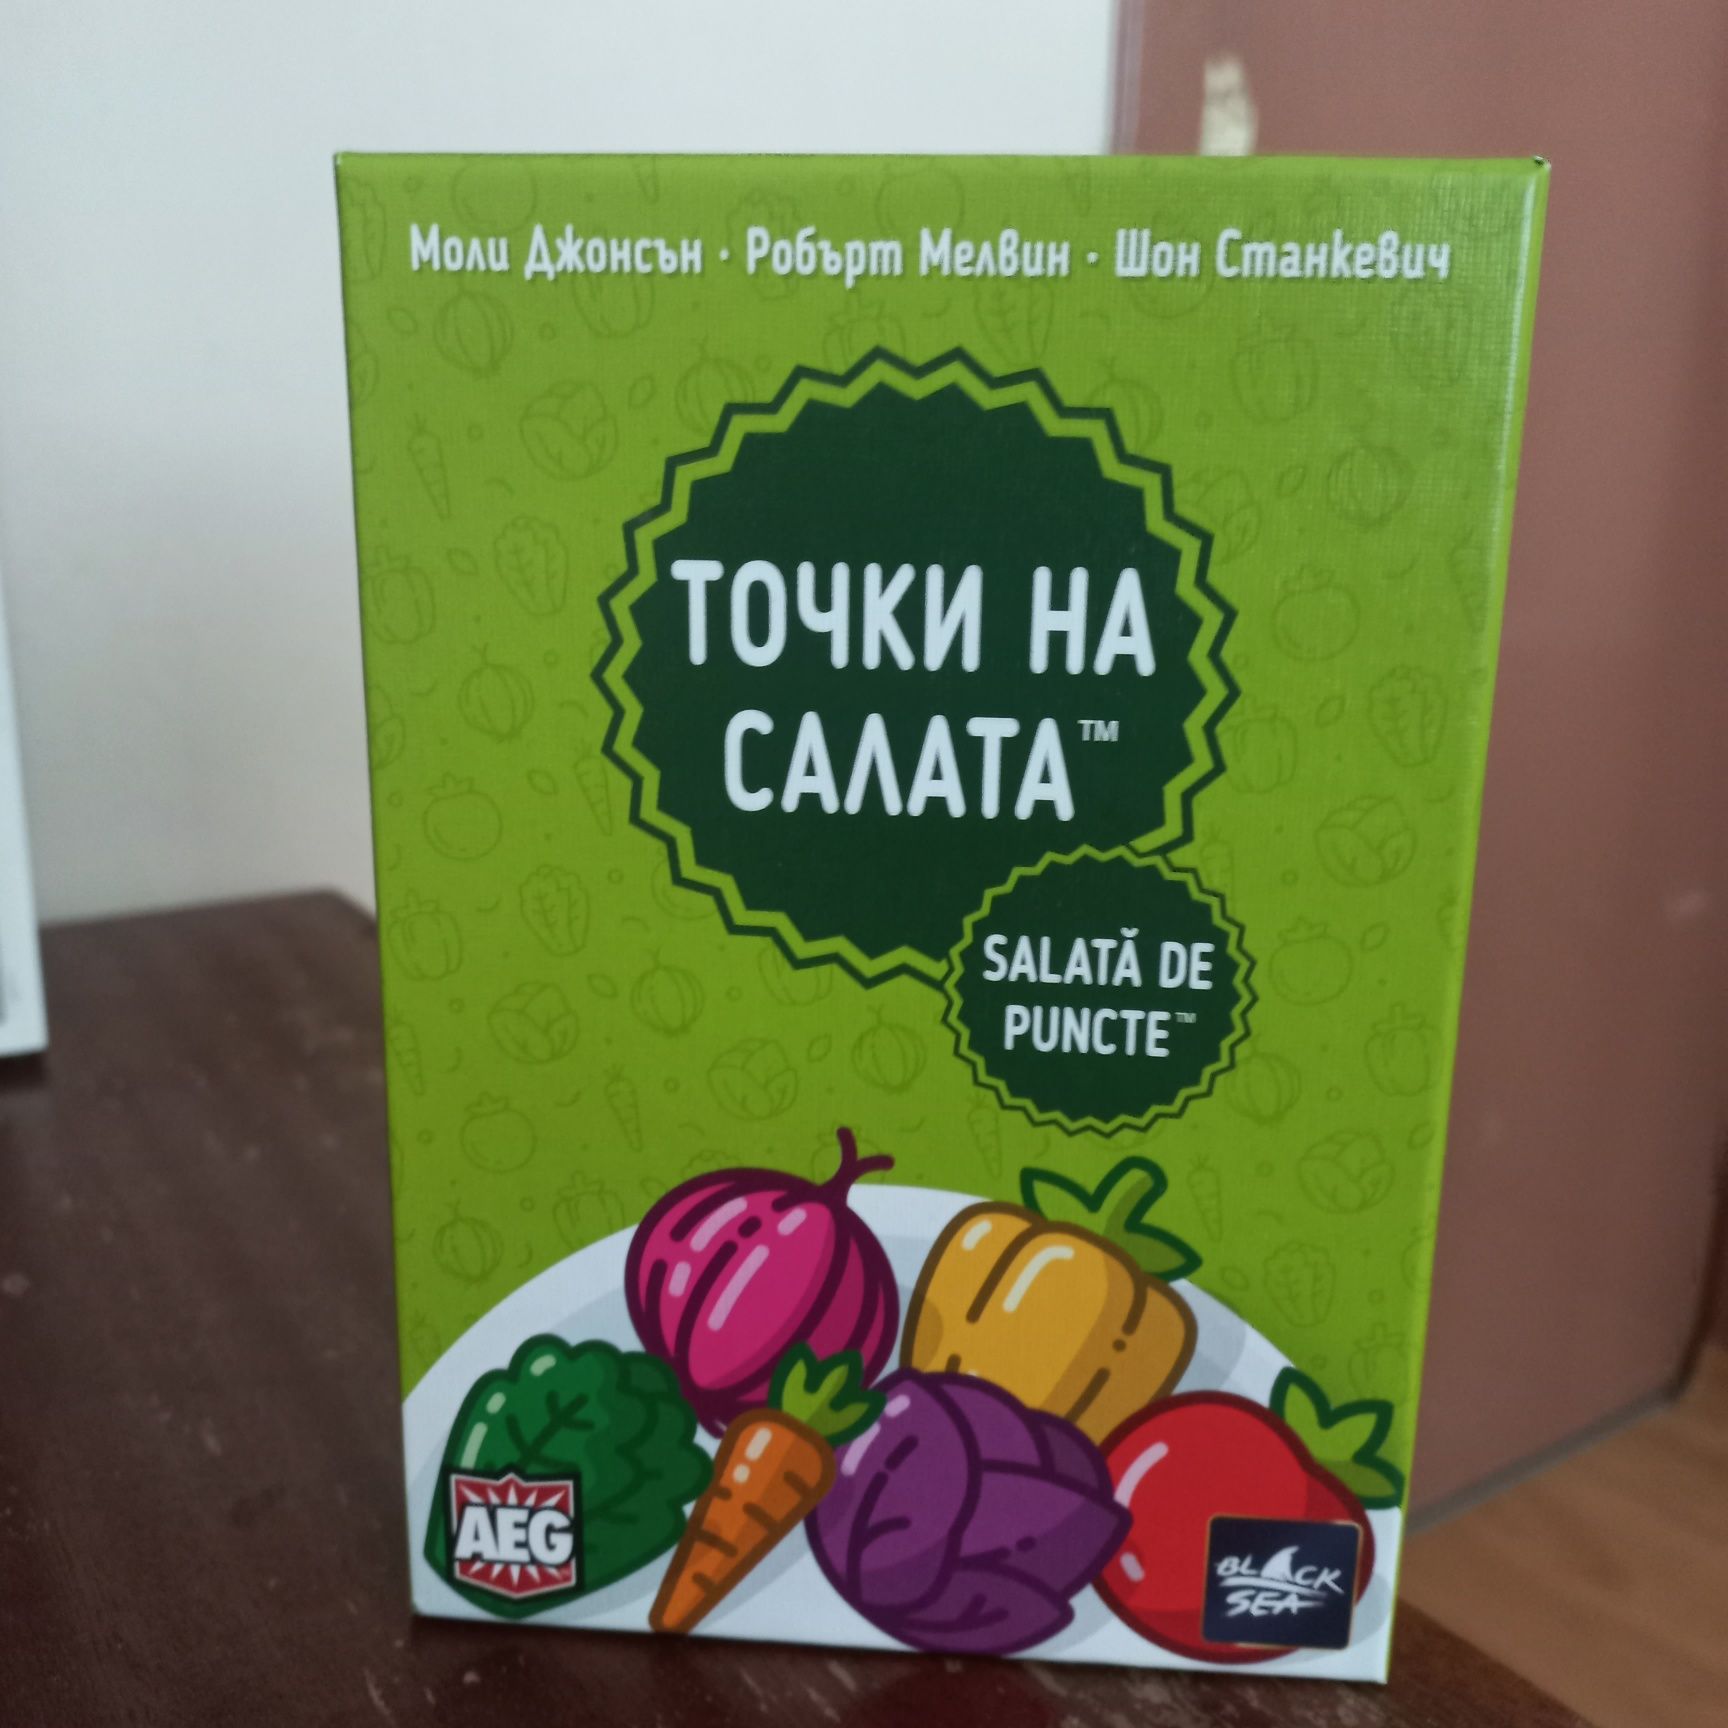 Моли Джонсън · Робърт Мелвин · Шон Станкевич
ТОЧКИ НА
САЛАТА™
SALATĂ DE
PUNCTE™
AEG
BLACK
SEA